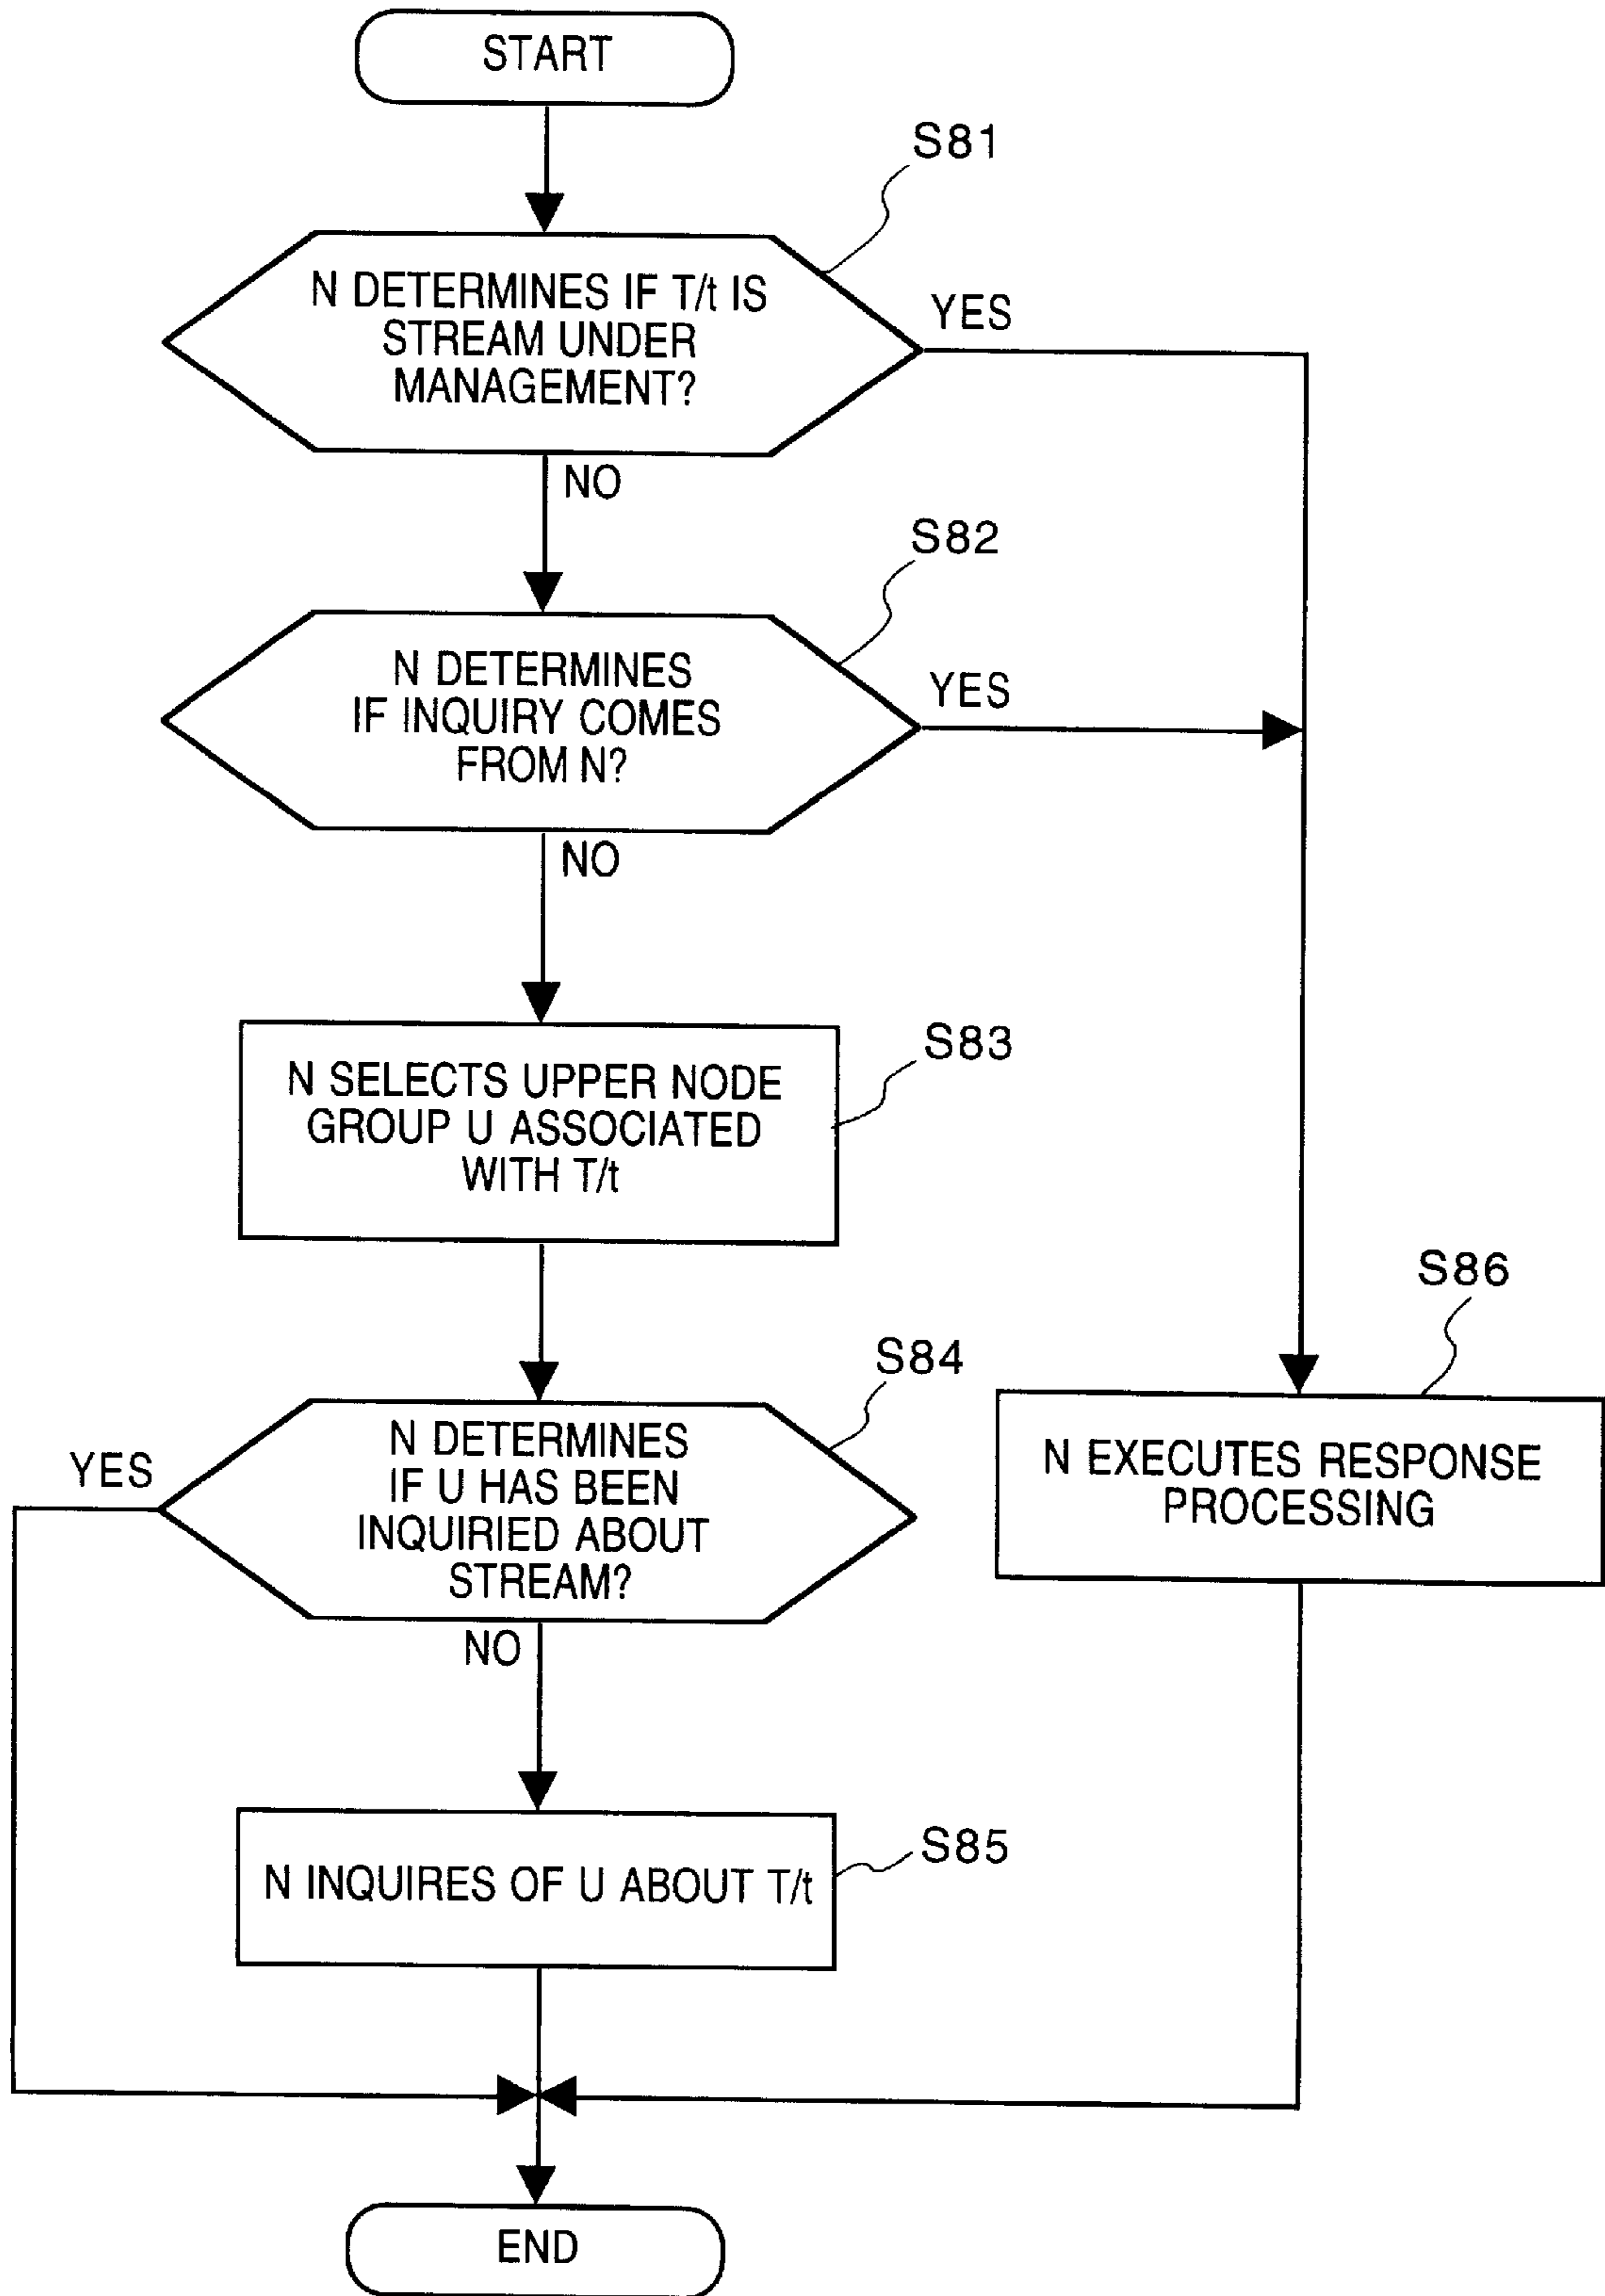 START
S81
N DETERMINES IF T/t IS
STREAM UNDER
MANAGEMENT?
YES
NO
S82
N DETERMINES
IF INQUIRY COMES
FROM N?
YES
NO
S83
N SELECTS UPPER NODE
GROUP U ASSOCIATED
WITH T/t
S84
N DETERMINES
IF U HAS BEEN
INQUIRIED ABOUT
STREAM?
YES
NO
S86
N EXECUTES RESPONSE
PROCESSING
S85
N INQUIRES OF U ABOUT T/t
END